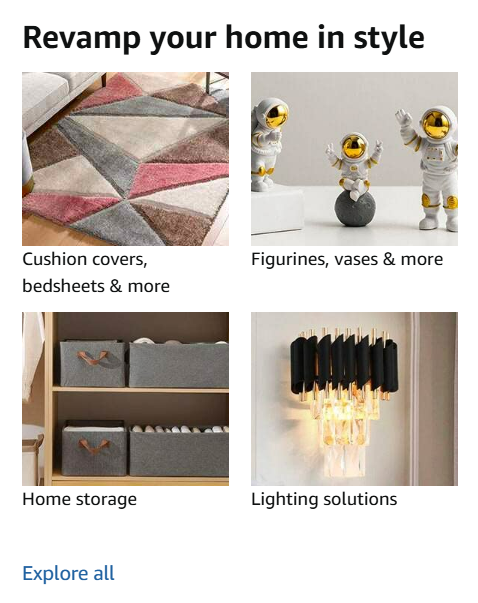 Revamp your home in style
Cushion covers,
bedsheets & more
Figurines, vases & more
Home storage
Lighting solutions
Explore all